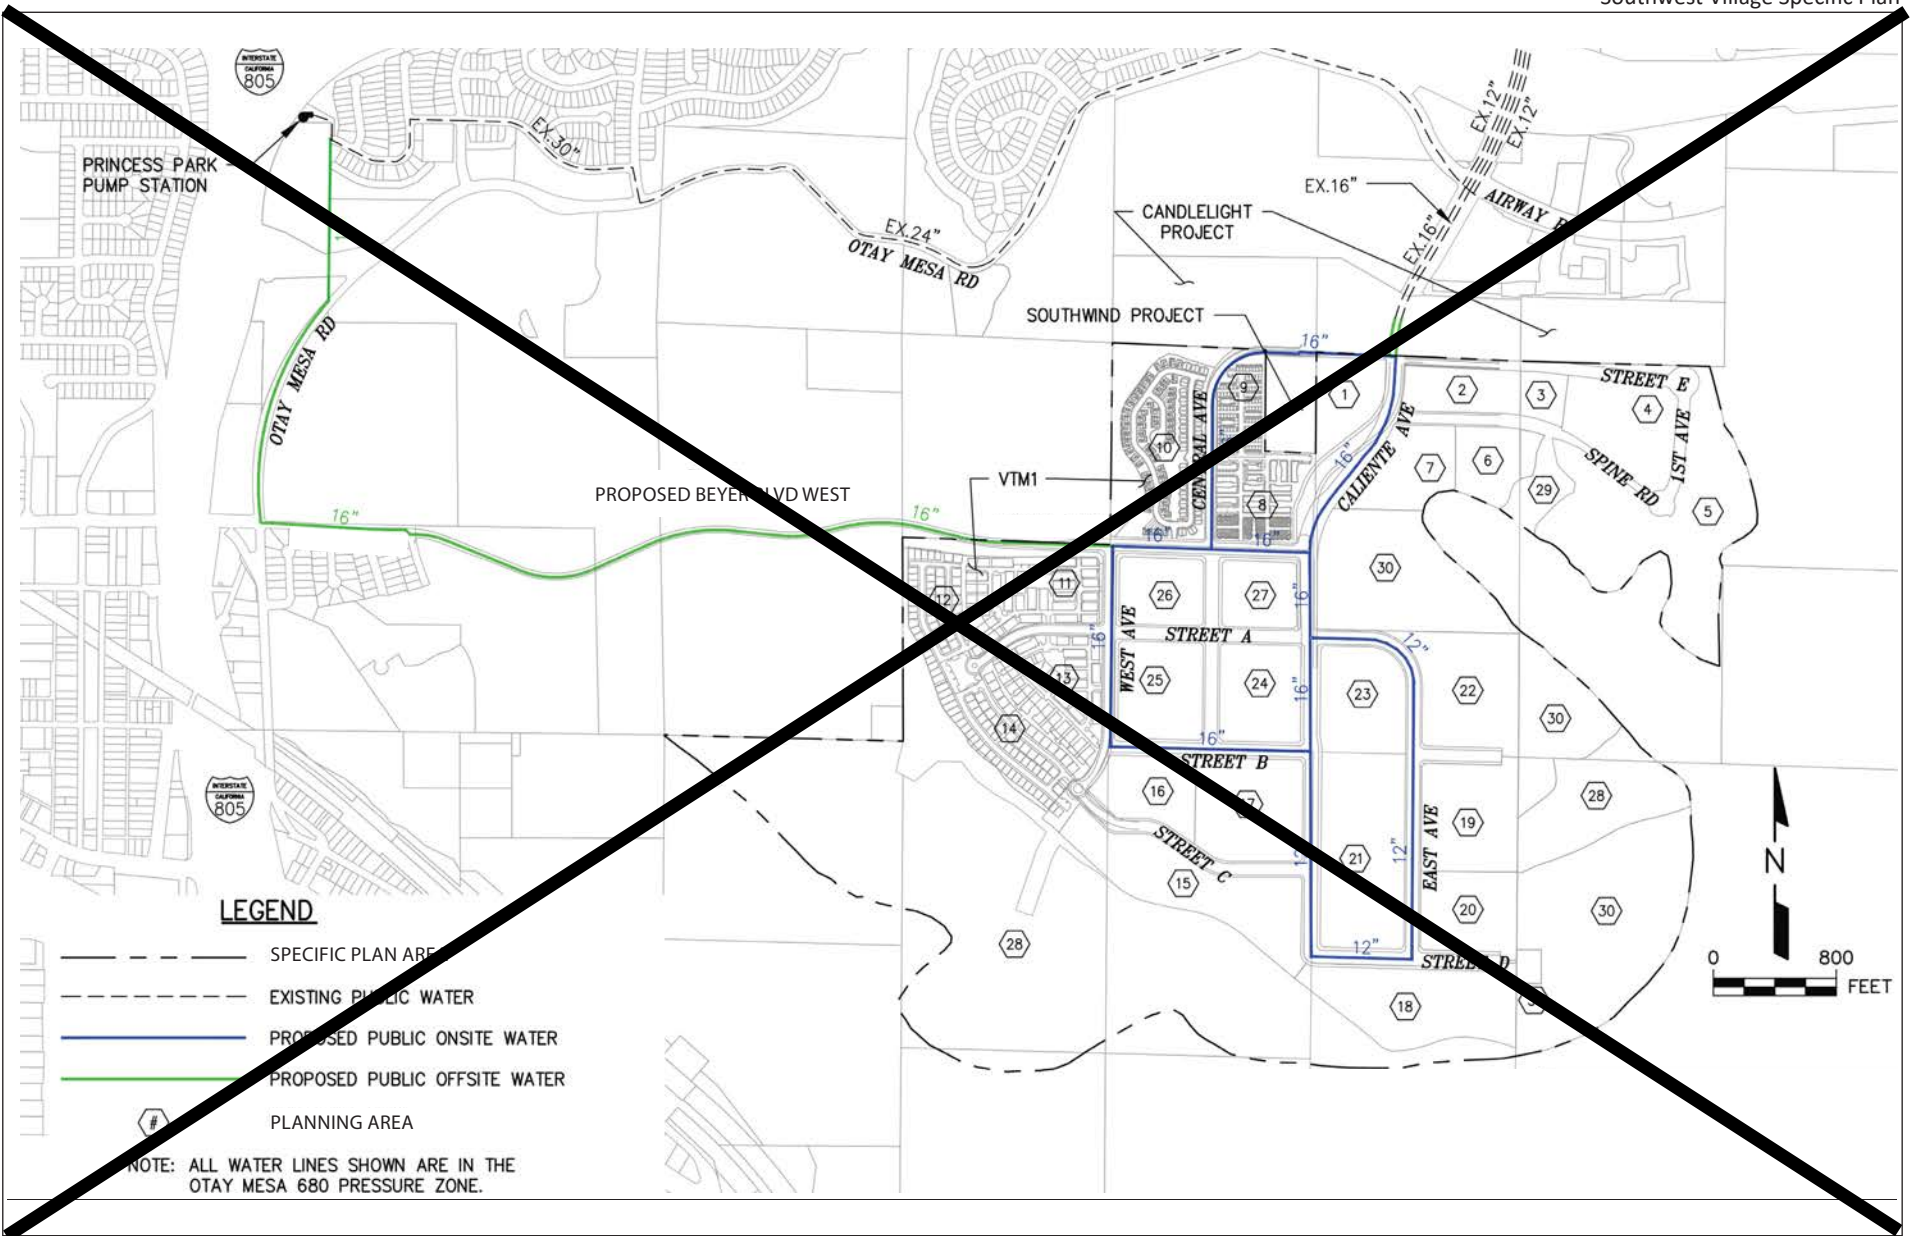 Southwest Village Specific Plan
INTERSTATE
CALIFORNIA
805
PRINCESS PARK
PUMP STATION
EX.30"
EX.24"
OTAY MESA RD
EX.12"
EX.12"
EX.16"
EX.16"
AIRWAY
CANDLELIGHT
PROJECT
SOUTHWIND PROJECT
OTAY MESA RD
16"
9
1
2
3
STREET E
4
1ST AVE
10
CENTRAL AVE
16"
CALIENTE AVE
7
6
29
SPINE RD
5
8
VTM1
PROPOSED BEYER BLVD WEST
16"
16"
16"
16"
11
12
26
27
16"
30
WEST AVE
STREET A
16"
12"
13
25
24
16"
23
22
30
14
16"
STREET B
16
17
28
STREET C
12"
21
12"
EAST AVE
19
15
20
30
28
12"
STREET D
18
INTERSTATE
CALIFORNIA
805
N
0 800
FEET
LEGEND
SPECIFIC PLAN AREA
EXISTING PUBLIC WATER
PROPOSED PUBLIC ONSITE WATER
PROPOSED PUBLIC OFFSITE WATER
#
PLANNING AREA
NOTE: ALL WATER LINES SHOWN ARE IN THE
OTAY MESA 680 PRESSURE ZONE.